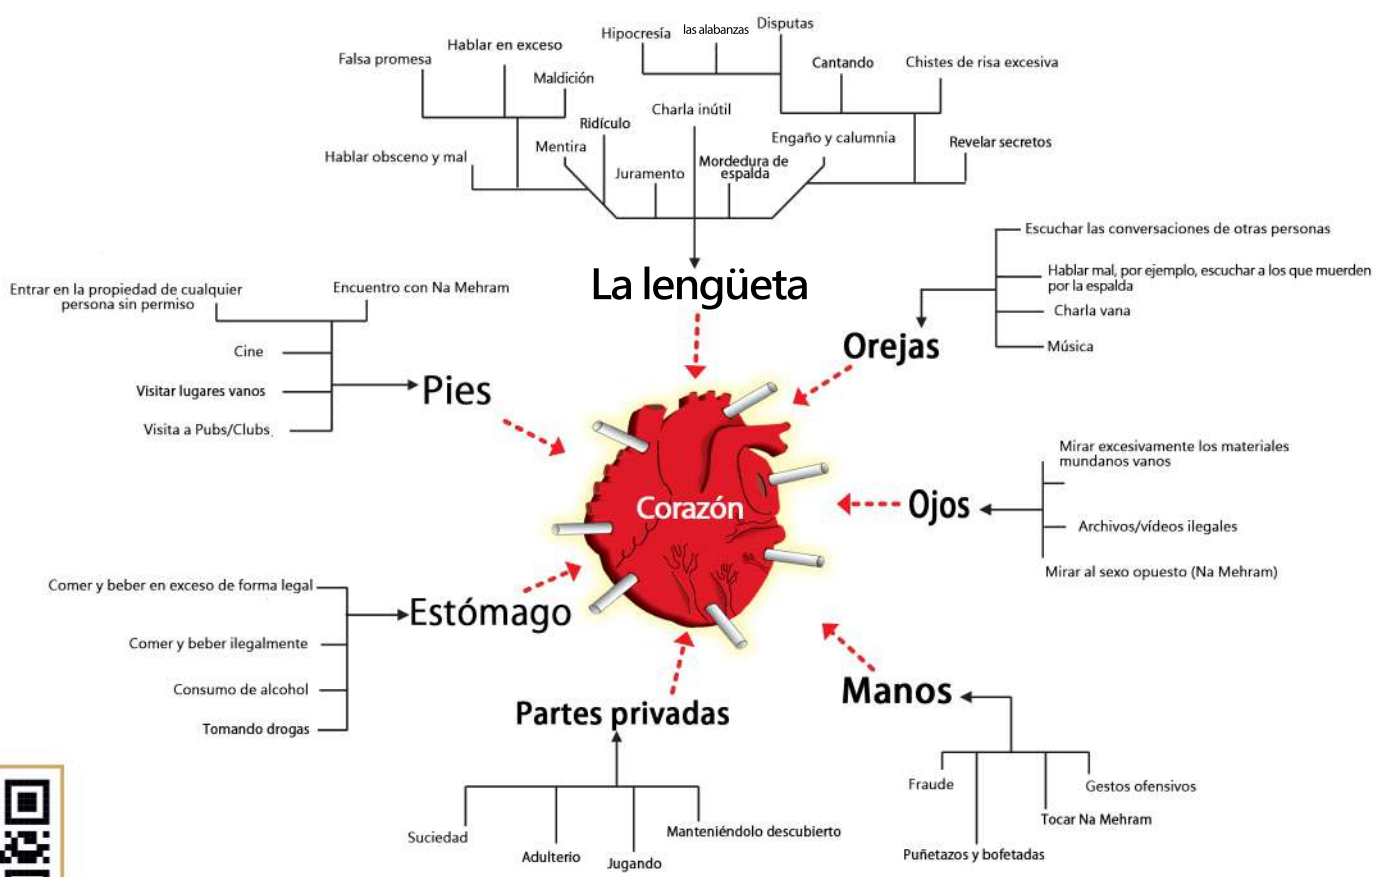 Disputas
Hipocresía
las alabanzas
Hablar en exceso
Falsa promesa
Maldición
Cantando
Chistes de risa excesiva
Charla inútil
Ridículo
Mentira
Engaño y calumnia
Revelar secretos
Hablar obsceno y mal
Juramento
Mordedura de
espalda
La lengüeta
Escuchar las conversaciones de otras personas
Hablar mal, por ejemplo, escuchar a los que muerden
por la espalda
Charla vana
Música
Orejas
Entrar en la propiedad de cualquier
persona sin permiso
Encuentro con Na Mehram
Cine
Visitar lugares vanos
Visita a Pubs/Clubs
Pies
Corazón
Mirar excesivamente los materiales
mundanos vanos
Archivos/vídeos ilegales
Mirar al sexo opuesto (Na Mehram)
Ojos
Comer y beber en exceso de forma legal
Comer y beber ilegalmente
Consumo de alcohol
Tomando drogas
Estómago
Partes privadas
Suciedad
Adulterio
Jugando
Manteniéndolo descubierto
Manos
Fraude
Gestos ofensivos
Tocar Na Mehram
Puñetazos y bofetadas